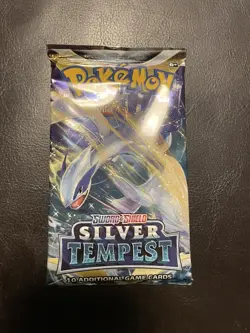 POKéMON
SWORD & SHIELD
SILVER
TEMPEST
10 ADDITIONAL GAME CARDS